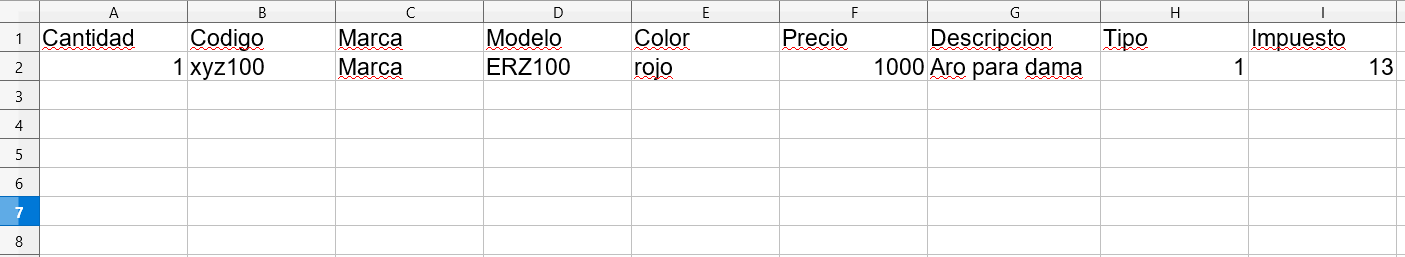 A B C D E F G H I
1 Cantidad Codigo Marca Modelo Color Precio Descripcion Tipo Impuesto
2 1 xyz100 Marca ERZ100 rojo 1000 Aro para dama 1 13
3
4
5
6
7
8